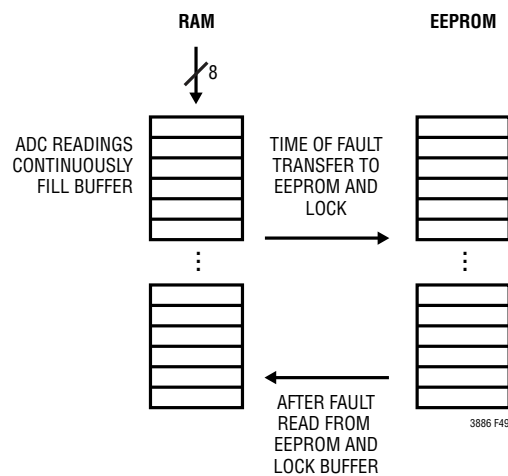 RAM
EEPROM
8
ADC READINGS
CONTINUOUSLY
FILL BUFFER
TIME OF FAULT
TRANSFER TO
EEPROM AND
LOCK
AFTER FAULT
READ FROM
EEPROM AND
LOCK BUFFER
3886 F49